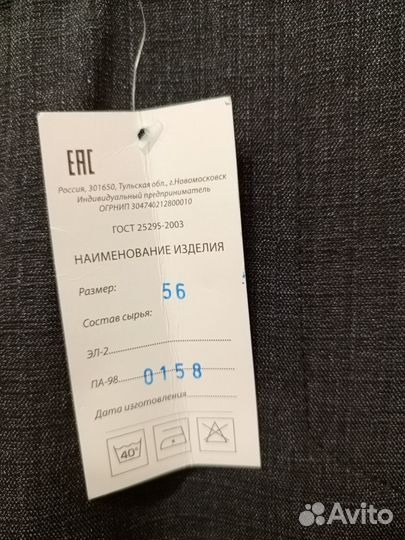 EAC
Россия, 301650, Тульская обл., г.Новомосковск
Индивидуальный предприниматель
ОГРНИП 304740212800010
ГОСТ 25295-2003
НАИМЕНОВАНИЕ ИЗДЕЛИЯ
Размер: 56
Состав сырья:
ЭЛ-2
ПА-98 0158
Дата изготовления
40°
Avito